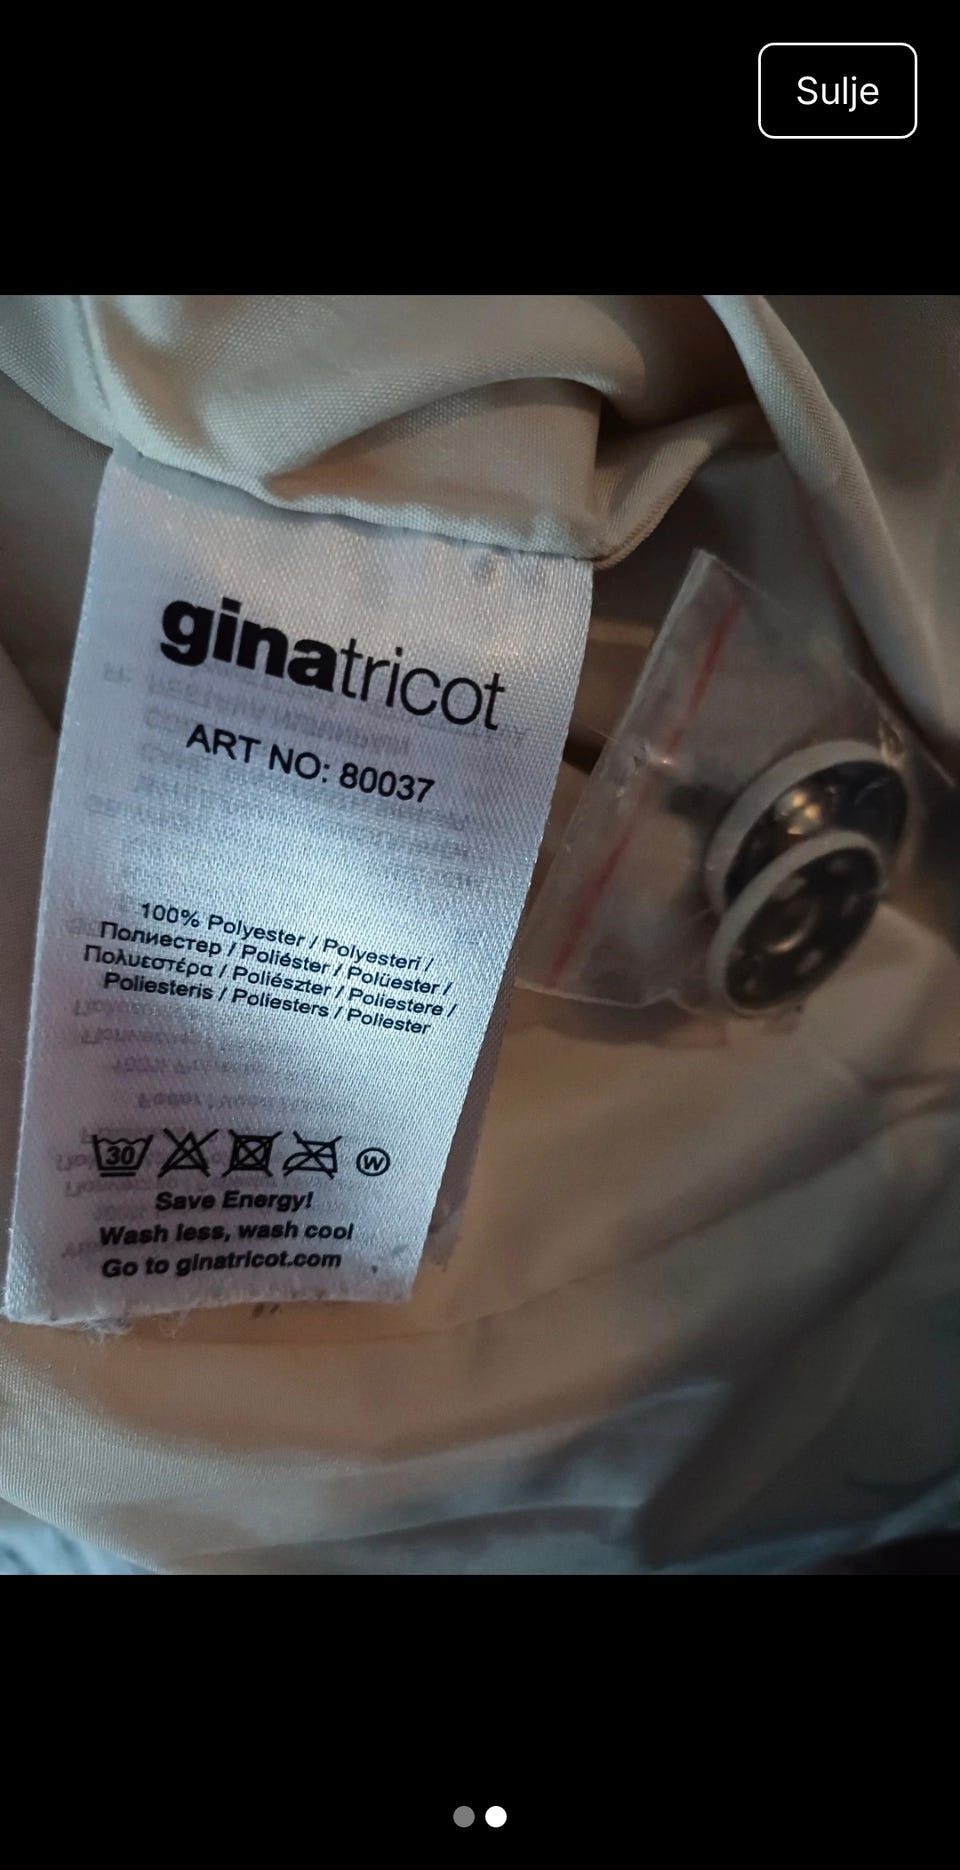 Sulje
ginatricot
ART NO: 80037
100% Polyester / Polyesteri /
Полиестер / Poliéster / Polüester /
Πολυεστέρα / Poliészter / Poliestere /
Poliesteris / Poliesters / Poliester
30
W
Save Energy!
Wash less, wash cool
Go to ginatricot.com